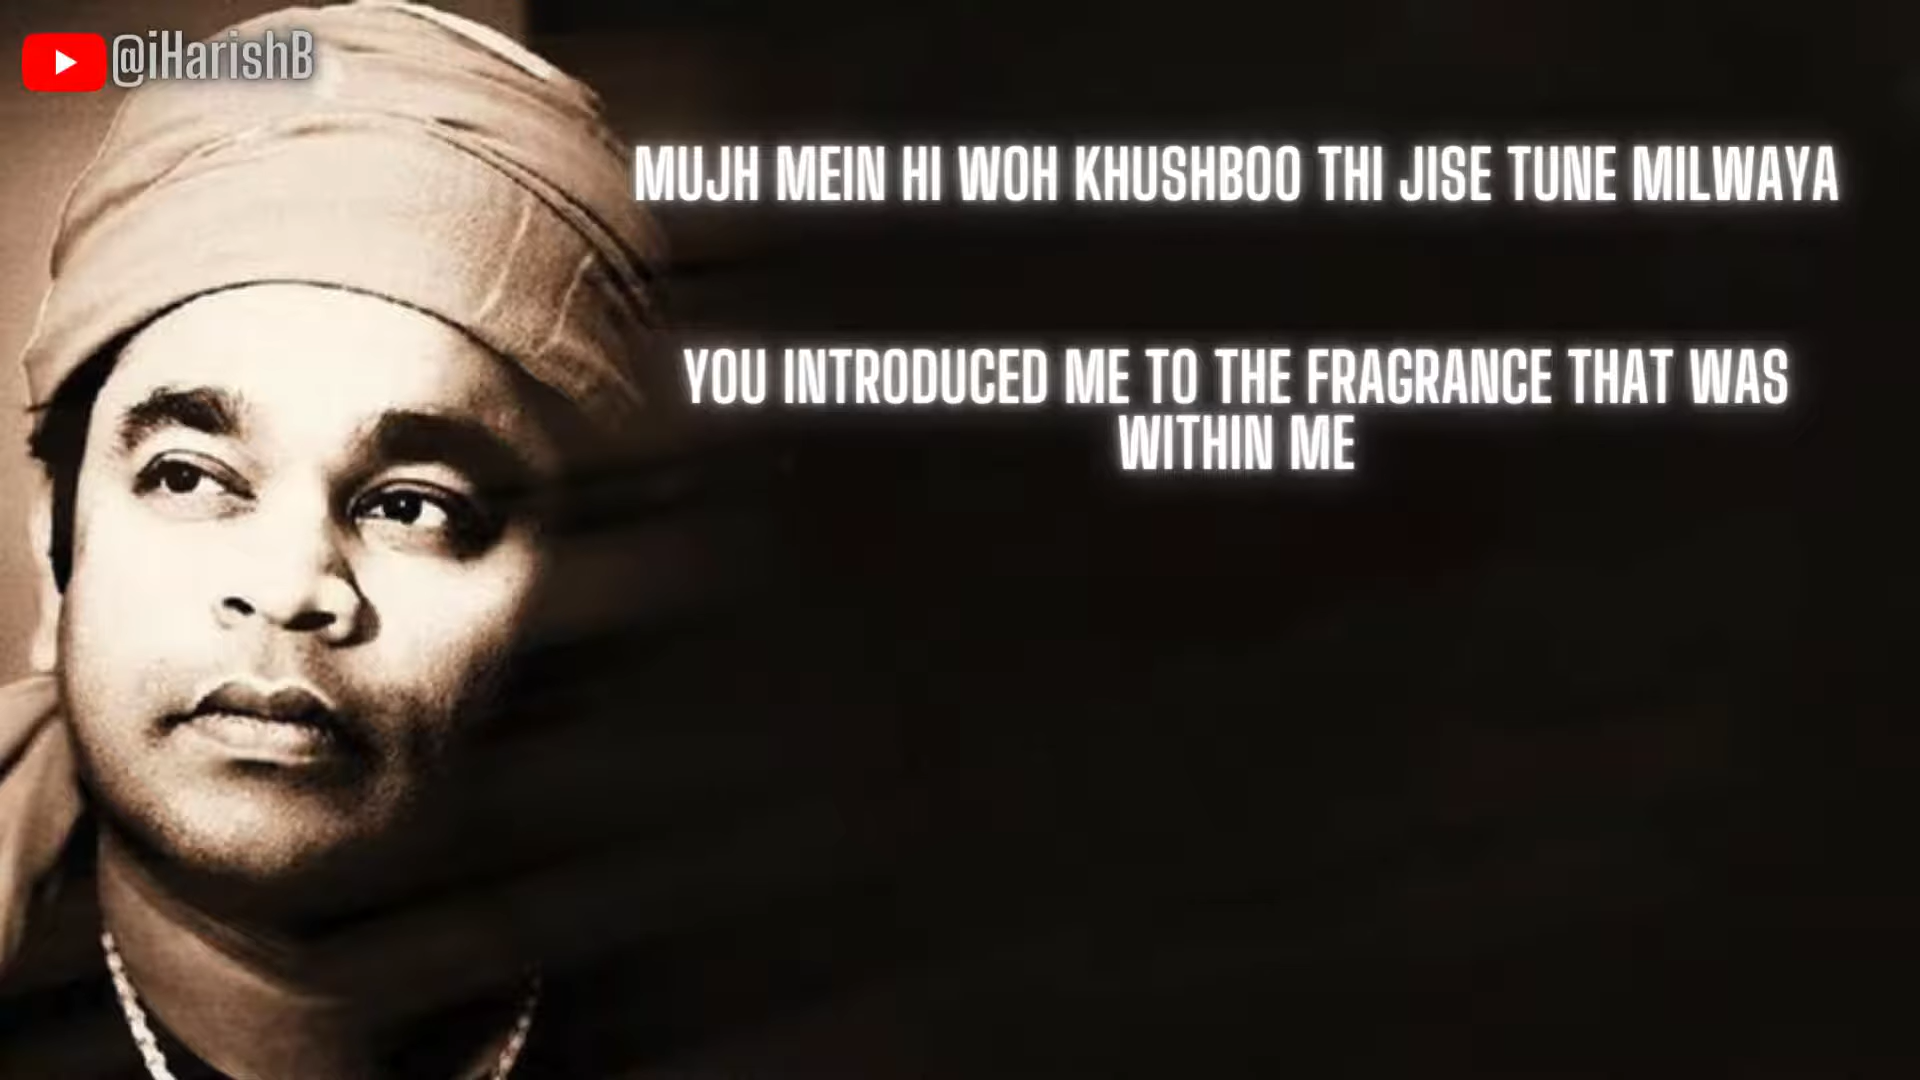 @iHarishB
MUJH MEIN HI WOH KHUSHBOO THI JISE TUNE MILWAYA
YOU INTRODUCED ME TO THE FRAGRANCE THAT WAS
WITHIN ME